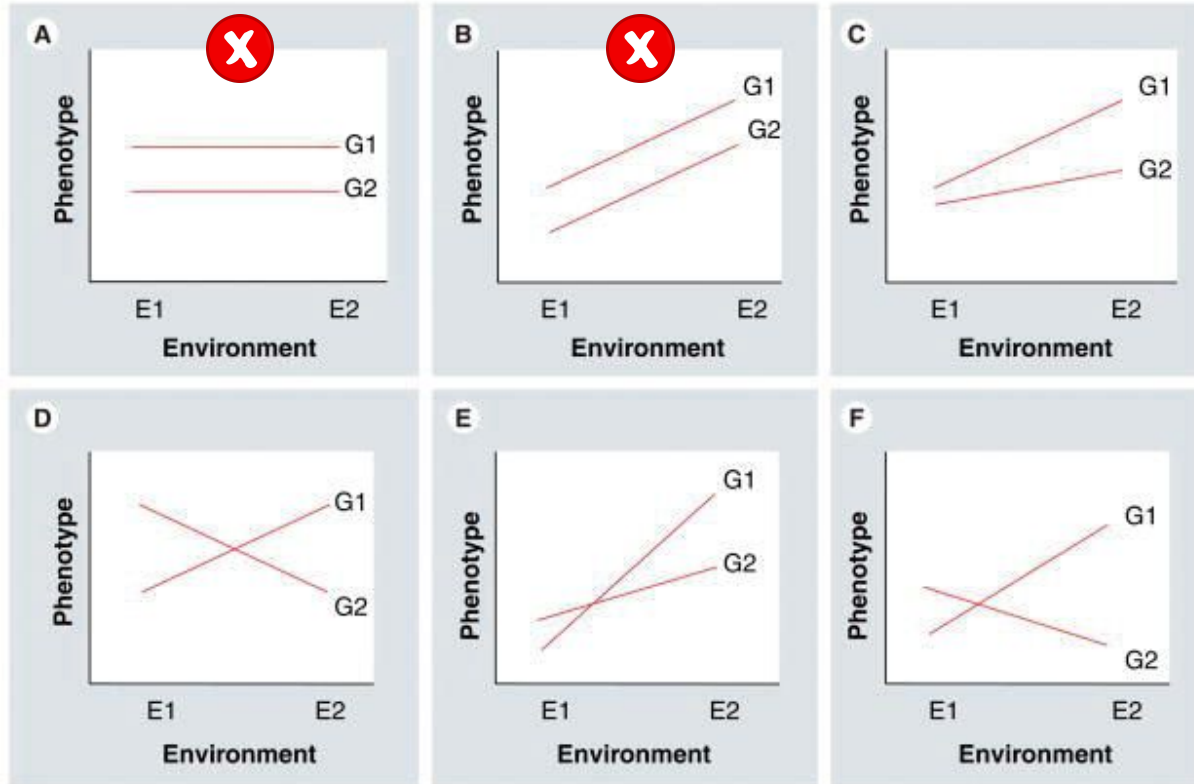 A
X
Phenotype
G1
G2
E1 E2
Environment
B
X
Phenotype
G1
G2
E1 E2
Environment
C
Phenotype
G1
G2
E1 E2
Environment
D
Phenotype
G1
G2
E1 E2
Environment
E
Phenotype
G1
G2
E1 E2
Environment
F
Phenotype
G1
G2
E1 E2
Environment